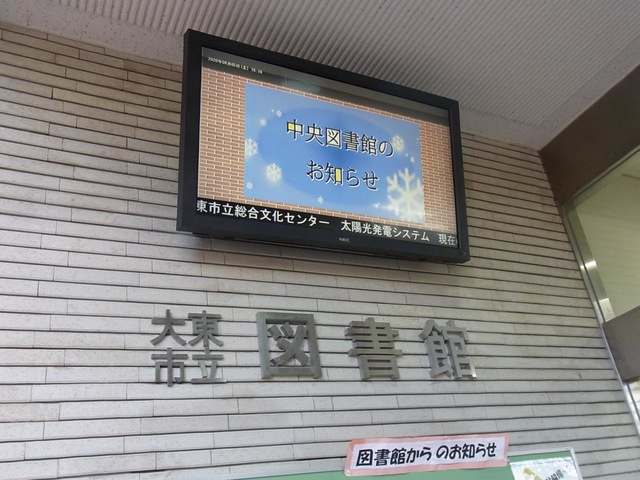 中央図書館の
お知らせ
東市立総合文化センター 太陽光発電システム 現在
NEC
大東
市立
図書館
図書館からのお知らせ